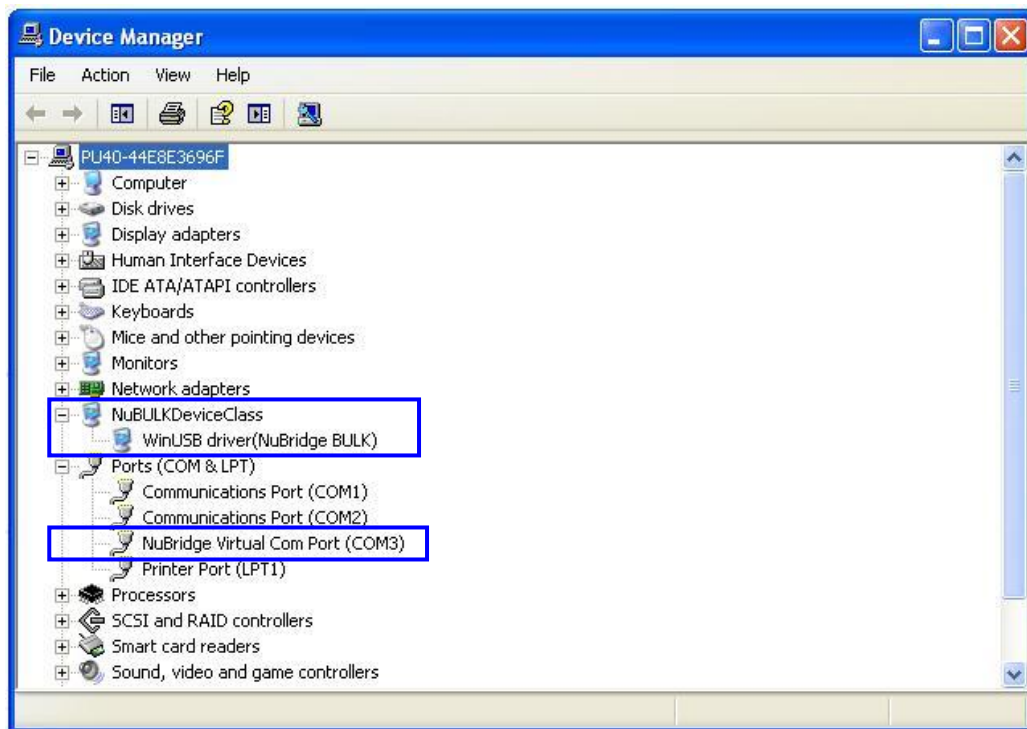 Device Manager
File Action View Help
PU40-44E8E3696F
Computer
Disk drives
Display adapters
Human Interface Devices
IDE ATA/ATAPI controllers
Keyboards
Mice and other pointing devices
Monitors
Network adapters
NuBULKDeviceClass
WinUSB driver(NuBridge BULK)
Ports (COM & LPT)
Communications Port (COM1)
Communications Port (COM2)
NuBridge Virtual Com Port (COM3)
Printer Port (LPT1)
Processors
SCSI and RAID controllers
Smart card readers
Sound, video and game controllers